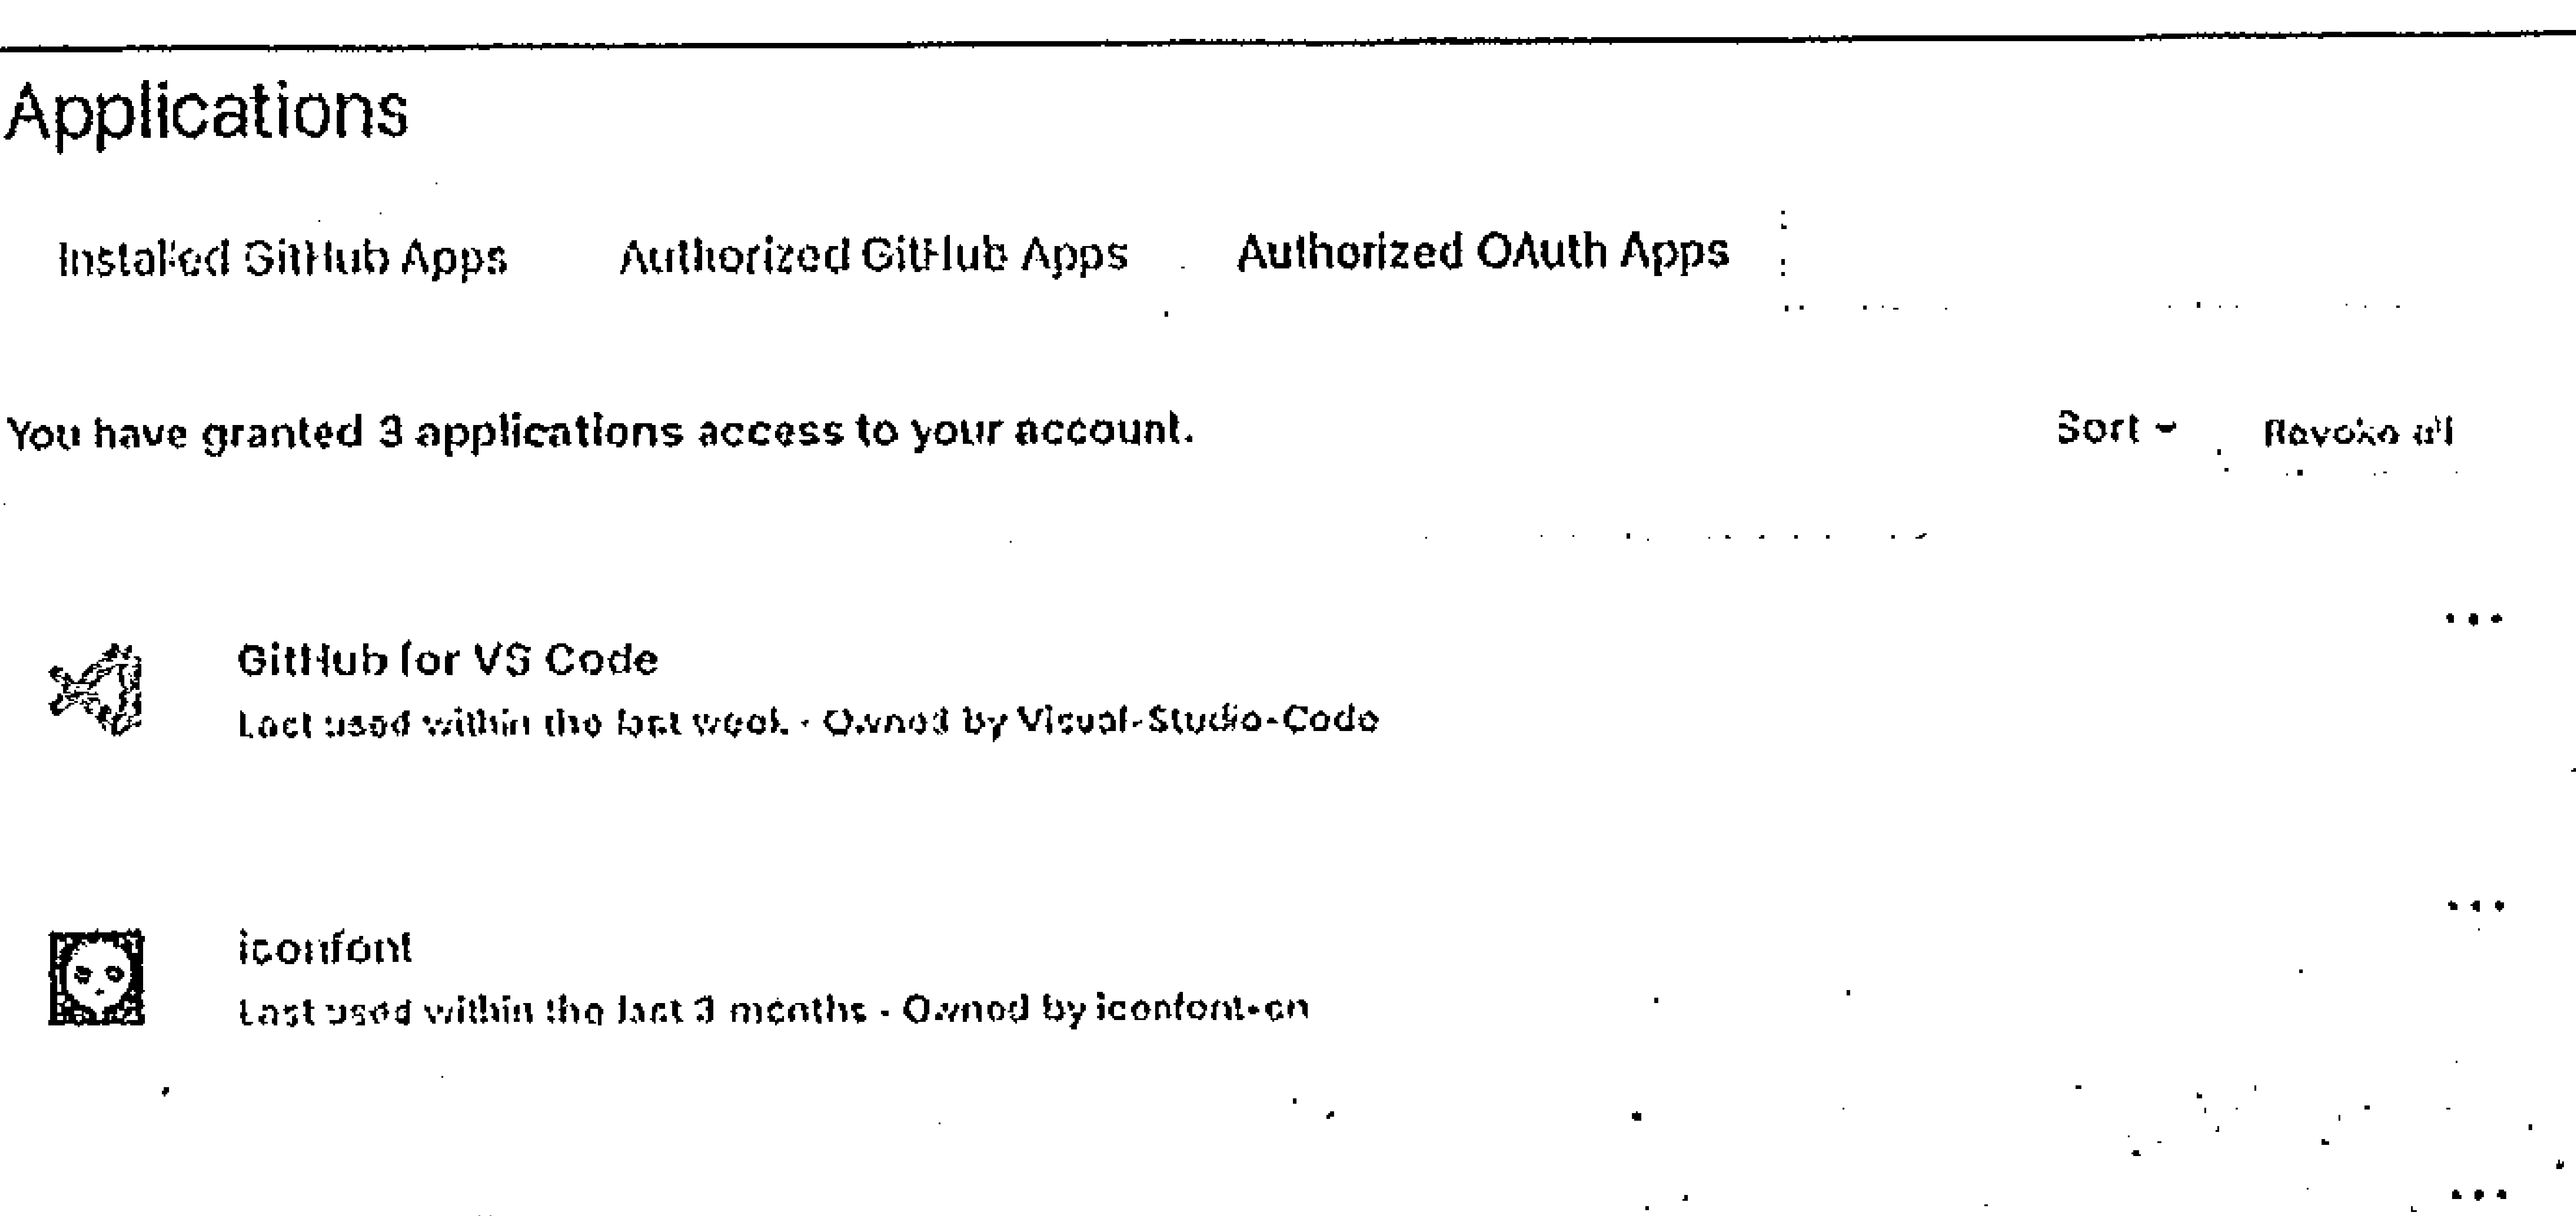 Applications
Installed GitHub Apps Authorized GitHub Apps Authorized OAuth Apps
You have granted 3 applications access to your account. Sort Revoke all
GitHub for VS Code
Last used within the last week · Owned by Visual-Studio-Code
iconfont
Last used within the last 3 months · Owned by iconfont-cn